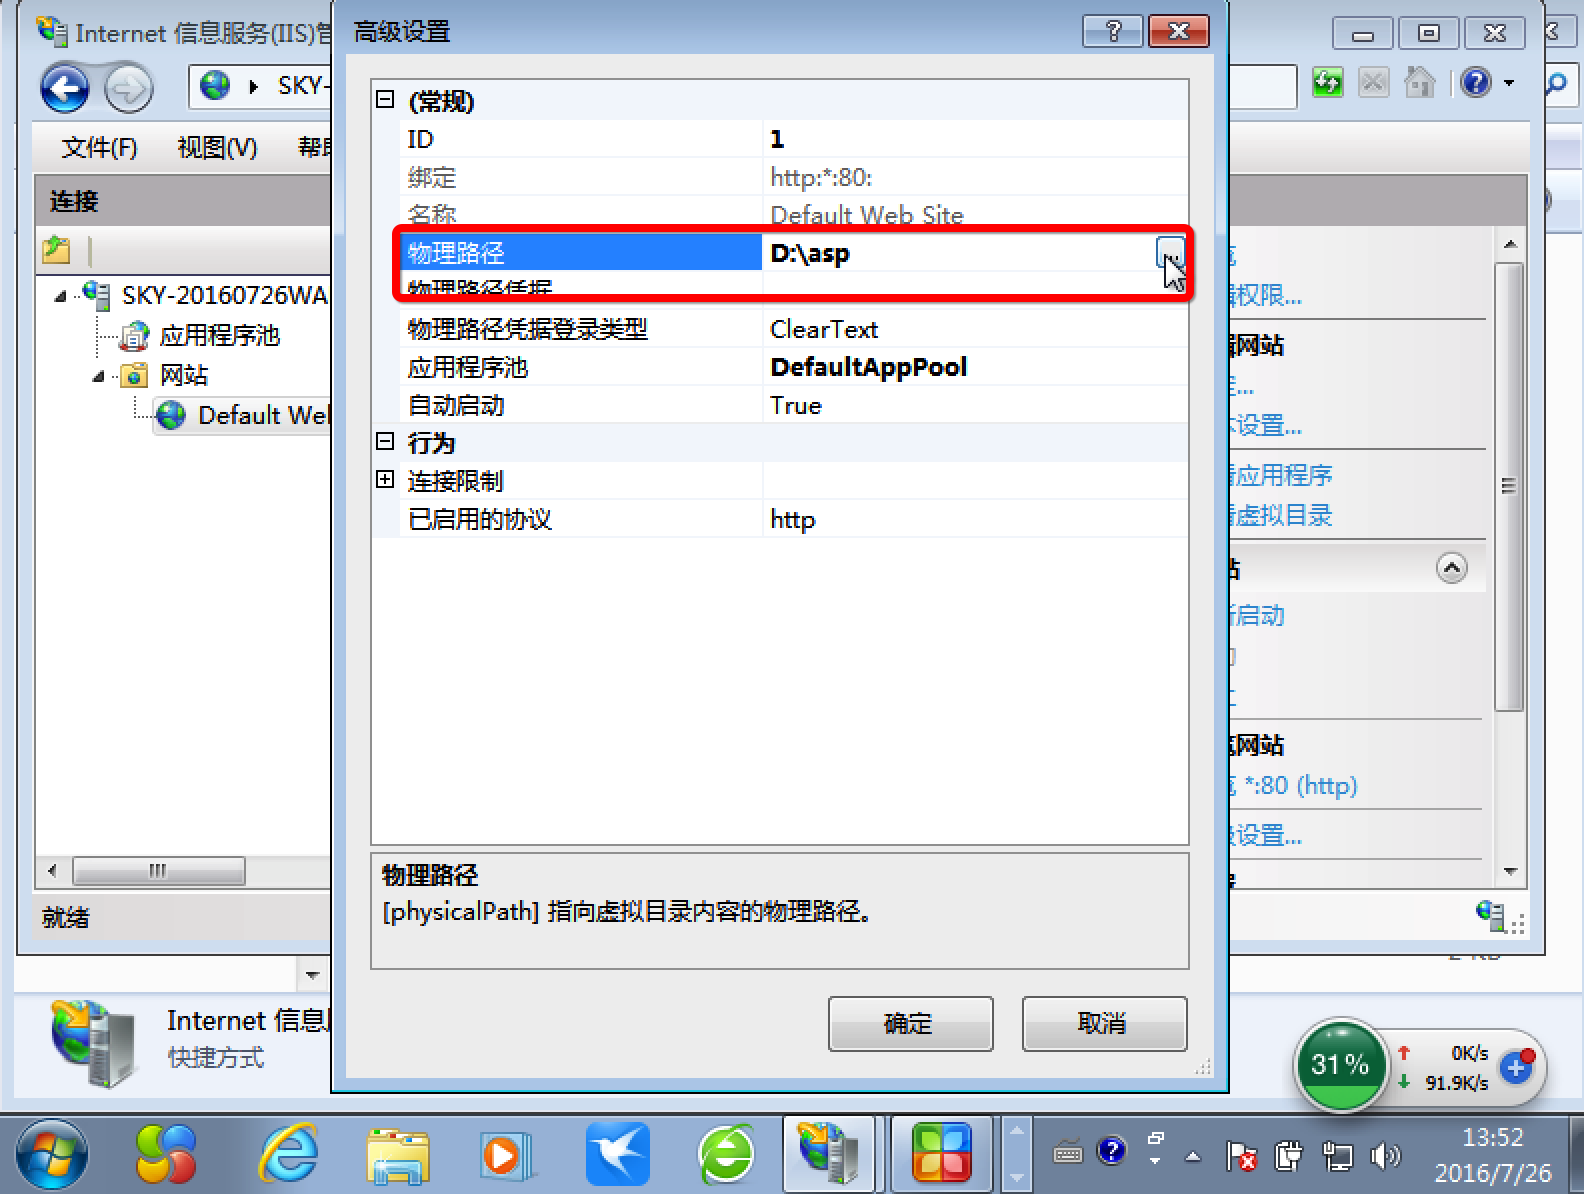 Internet 信息服务(IIS)管
高级设置
SKY-
文件(F) 视图(V) 帮助
连接
SKY-20160726WA
应用程序池
网站
Default Web
就绪
(常规)
ID 1
绑定 http:*:80:
名称 Default Web Site
物理路径 D:\asp
物理路径凭据
物理路径凭据登录类型 ClearText
应用程序池 DefaultAppPool
自动启动 True
行为
连接限制
已启用的协议 http
物理路径
[physicalPath] 指向虚拟目录内容的物理路径。
确定 取消
权限...
网站
...
设置...
应用程序
虚拟目录
站
启动
网站
*:80 (http)
设置...
Internet 信息
快捷方式
31%
0K/s
91.9K/s
13:52
2016/7/26